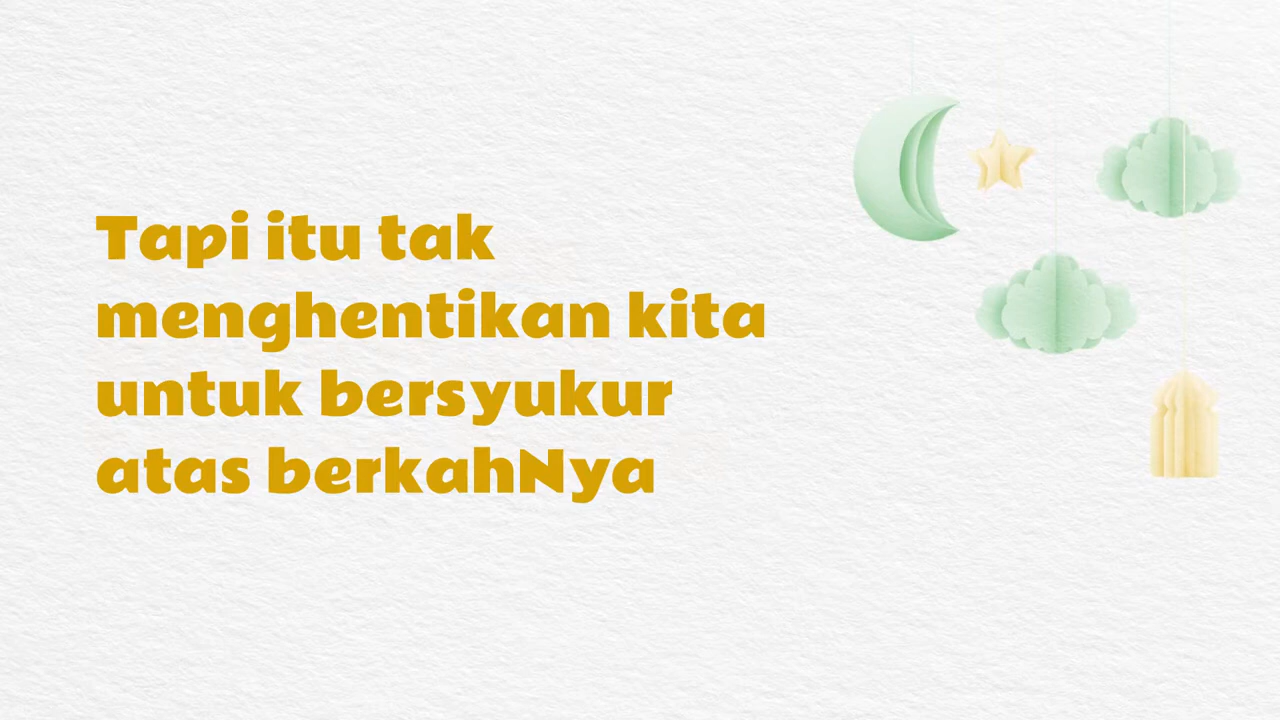 Tapi itu tak
menghentikan kita
untuk bersyukur
atas berkahNya